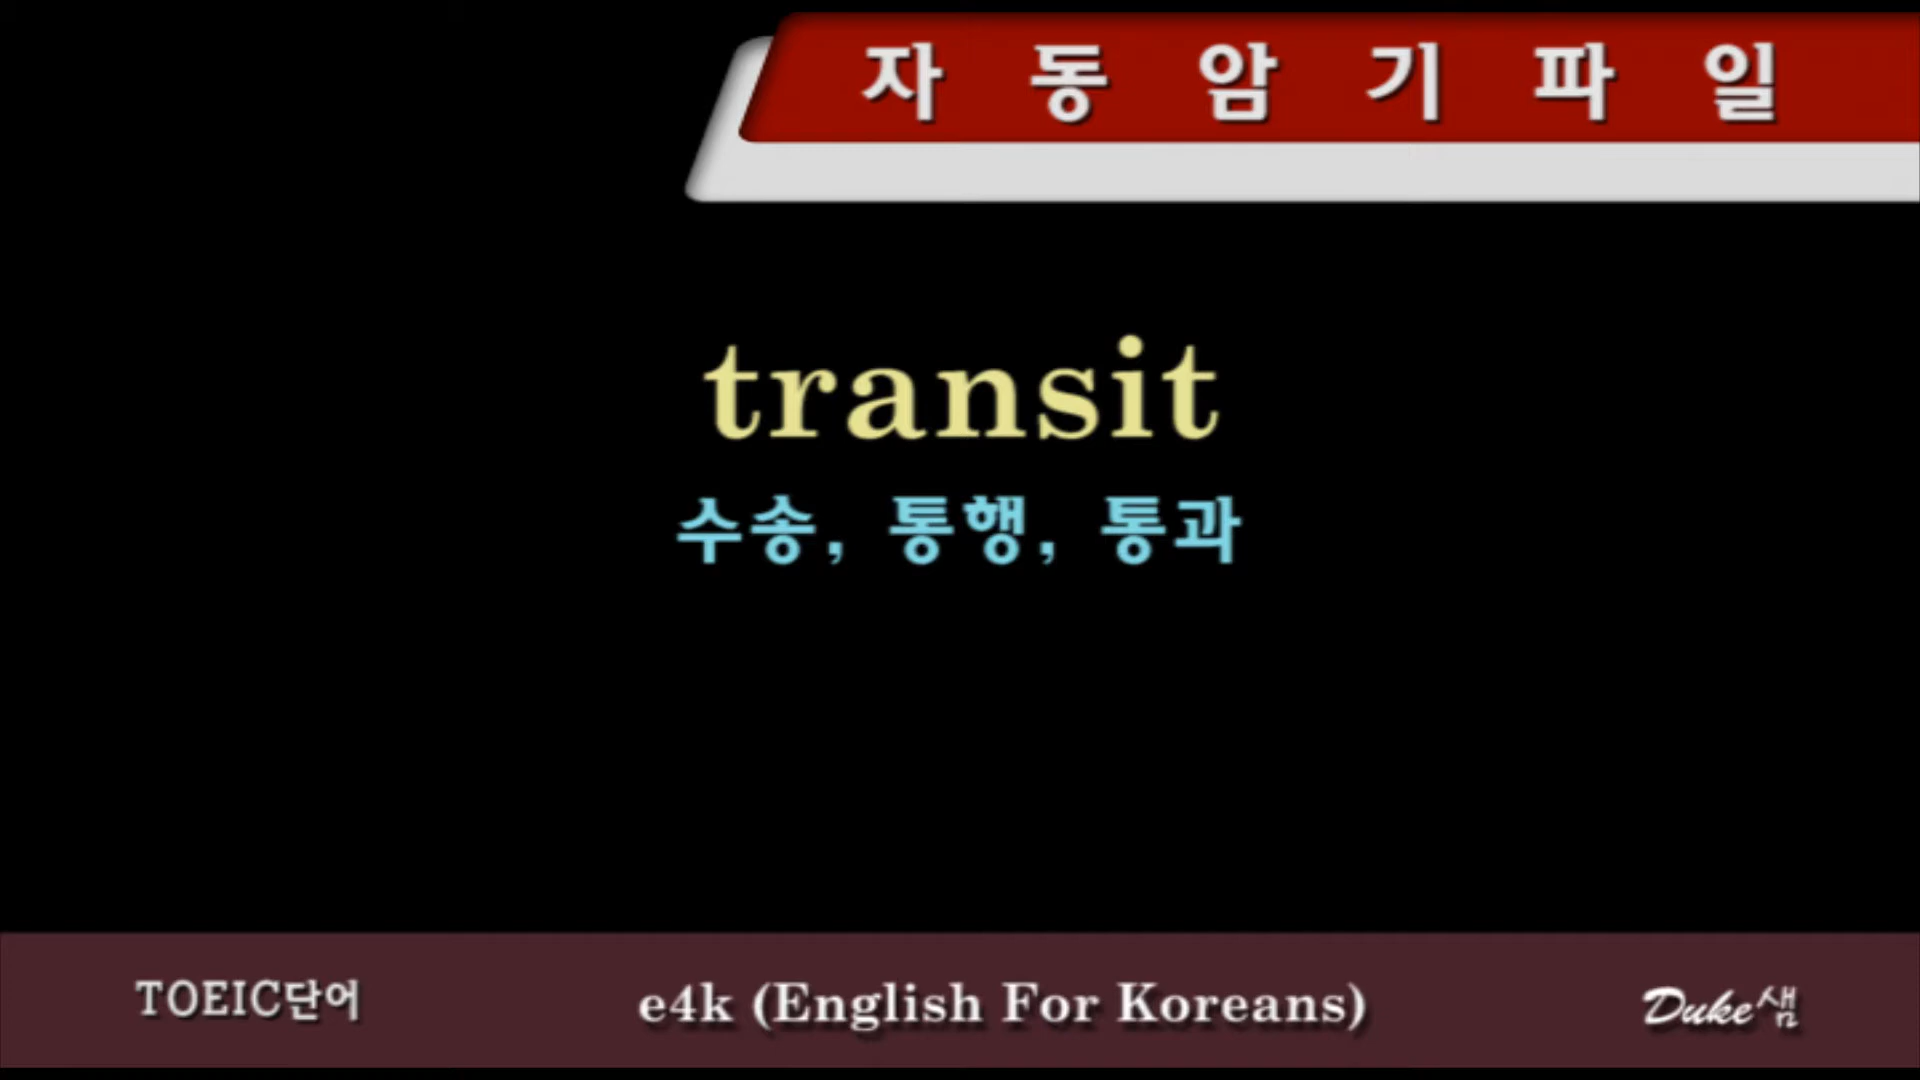 자 동 암 기 파 일
transit
수송, 통행, 통과
TOEIC단어
e4k (English For Koreans)
Duke샘